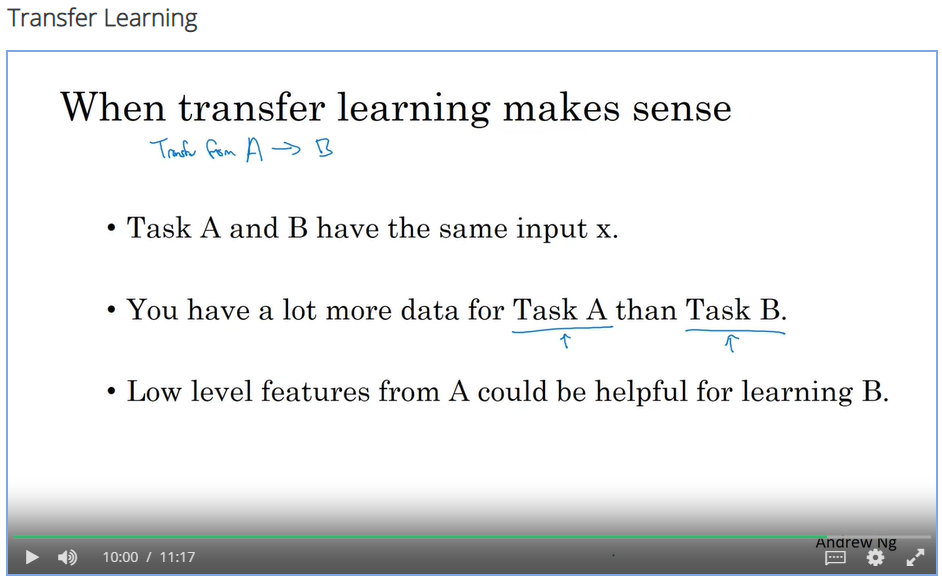 Transfer Learning
When transfer learning makes sense
Transfer from A → B
• Task A and B have the same input x.
• You have a lot more data for Task A than Task B.
• Low level features from A could be helpful for learning B.
Andrew Ng
10:00 / 11:17